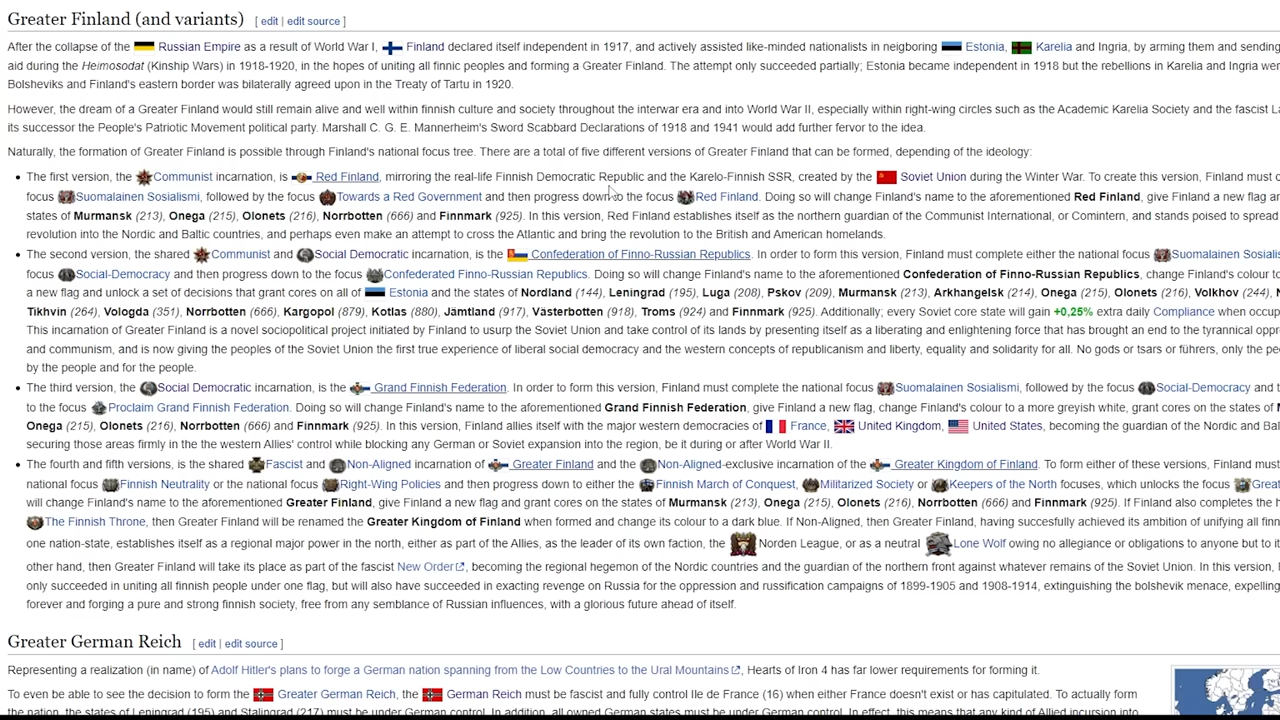 Greater Finland (and variants) [ edit | edit source ]
After the collapse of the Russian Empire as a result of World War I, Finland declared itself independent in 1917, and actively assisted like-minded nationalists in neigboring Estonia, Karelia and Ingria, by arming them and sending
aid during the Heimosodat (Kinship Wars) in 1918-1920, in the hopes of uniting all finnic peoples and forming a Greater Finland. The attempt only succeeded partially; Estonia became independent in 1918 but the rebellions in Karelia and Ingria wer
Bolsheviks and Finland's eastern border was bilaterally agreed upon in the Treaty of Tartu in 1920.
However, the dream of a Greater Finland would still remain alive and well within finnish culture and society throughout the interwar era and into World War II, especially within right-wing circles such as the Academic Karelia Society and the fascist La
its successor the People's Patriotic Movement political party. Marshall C. G. E. Mannerheim's Sword Scabbard Declarations of 1918 and 1941 would add further fervor to the idea.
Naturally, the formation of Greater Finland is possible through Finland's national focus tree. There are a total of five different versions of Greater Finland that can be formed, depending of the ideology:
• The first version, the Communist incarnation, is Red Finland, mirroring the real-life Finnish Democratic Republic and the Karelo-Finnish SSR, created by the Soviet Union during the Winter War. To create this version, Finland must c
focus Suomalainen Sosialismi, followed by the focus Towards a Red Government and then progress down to the focus Red Finland. Doing so will change Finland's name to the aforementioned Red Finland, give Finland a new flag an
states of Murmansk (213), Onega (215), Olonets (216), Norrbotten (666) and Finnmark (925). In this version, Red Finland establishes itself as the northern guardian of the Communist International, or Comintern, and stands poised to spread
revolution into the Nordic and Baltic countries, and perhaps even make an attempt to cross the Atlantic and bring the revolution to the British and American homelands.
• The second version, the shared Communist and Social Democratic incarnation, is the Confederation of Finno-Russian Republics. In order to form this version, Finland must complete either the national focus Suomalainen Sosialis
focus Social-Democracy and then progress down to the focus Confederated Finno-Russian Republics. Doing so will change Finland's name to the aforementioned Confederation of Finno-Russian Republics, change Finland's colour to
a new flag and unlock a set of decisions that grant cores on all of Estonia and the states of Nordland (144), Leningrad (195), Luga (208), Pskov (209), Murmansk (213), Arkhangelsk (214), Onega (215), Olonets (216), Volkhov (244), N
Tikhvin (264), Vologda (351), Norrbotten (666), Kargopol (879), Kotlas (880), Jämtland (917), Västerbotten (918), Troms (924) and Finnmark (925). Additionally; every Soviet core state will gain +0,25% extra daily Compliance when occup
This incarnation of Greater Finland is a novel sociopolitical project initiated by Finland to usurp the Soviet Union and take control of its lands by presenting itself as a liberating and enlightening force that has brought an end to the tyrannical oppr
and communism, and is now giving the peoples of the Soviet Union the first true experience of liberal social democracy and the western concepts of republicanism and liberty, equality and solidarity for all. No gods or tsars or führers, only the pe
by the people and for the people.
• The third version, the Social Democratic incarnation, is the Grand Finnish Federation. In order to form this version, Finland must complete the national focus Suomalainen Sosialismi, followed by the focus Social-Democracy and t
to the focus Proclaim Grand Finnish Federation. Doing so will change Finland's name to the aforementioned Grand Finnish Federation, give Finland a new flag, change Finland's colour to a more greyish white, grant cores on the states of M
Onega (215), Olonets (216), Norrbotten (666) and Finnmark (925). In this version, Finland allies itself with the major western democracies of France, United Kingdom, United States, becoming the guardian of the Nordic and Bal
securing those areas firmly in the the western Allies' control while blocking any German or Soviet expansion into the region, be it during or after World War II.
• The fourth and fifth versions, is the shared Fascist and Non-Aligned incarnation of Greater Finland and the Non-Aligned-exclusive incarnation of the Greater Kingdom of Finland. To form either of these versions, Finland must
national focus Finnish Neutrality or the national focus Right-Wing Policies and then progress down to either the Finnish March of Conquest, Militarized Society or Keepers of the North focuses, which unlocks the focus Great
will change Finland's name to the aforementioned Greater Finland, give Finland a new flag and grant cores on the states of Murmansk (213), Onega (215), Olonets (216), Norrbotten (666) and Finnmark (925). If Finland also completes the f
The Finnish Throne, then Greater Finland will be renamed the Greater Kingdom of Finland when formed and change its colour to a dark blue. If Non-Aligned, then Greater Finland, having succesfully achieved its ambition of unifying all finn
one nation-state, establishes itself as a regional major power in the north, either as part of the Allies, as the leader of its own faction, the Norden League, or as a neutral Lone Wolf owing no allegiance or obligations to anyone but to it
other hand, then Greater Finland will take its place as part of the fascist New Order, becoming the regional hegemon of the Nordic countries and the guardian of the northern front against whatever remains of the Soviet Union. In this version, F
only succeeded in uniting all finnish people under one flag, but will also have succeeded in exacting revenge on Russia for the oppression and russification campaigns of 1899-1905 and 1908-1914, extinguishing the bolshevik menace, expelling
forever and forging a pure and strong finnish society, free from any semblance of Russian influences, with a glorious future ahead of itself.
Greater German Reich [ edit | edit source ]
Representing a realization (in name) of Adolf Hitler's plans to forge a German nation spanning from the Low Countries to the Ural Mountains, Hearts of Iron 4 has far lower requirements for forming it.
To even be able to see the decision to form the Greater German Reich, the German Reich must be fascist and fully control Ile de France (16) when either France doesn't exist or has capitulated. To actually form
the nation, the states of Leningrad (195) and Stalingrad (217) must be under German control. In addition, all owned German states must be under German control. In effect, this means that any kind of Allied incursion into